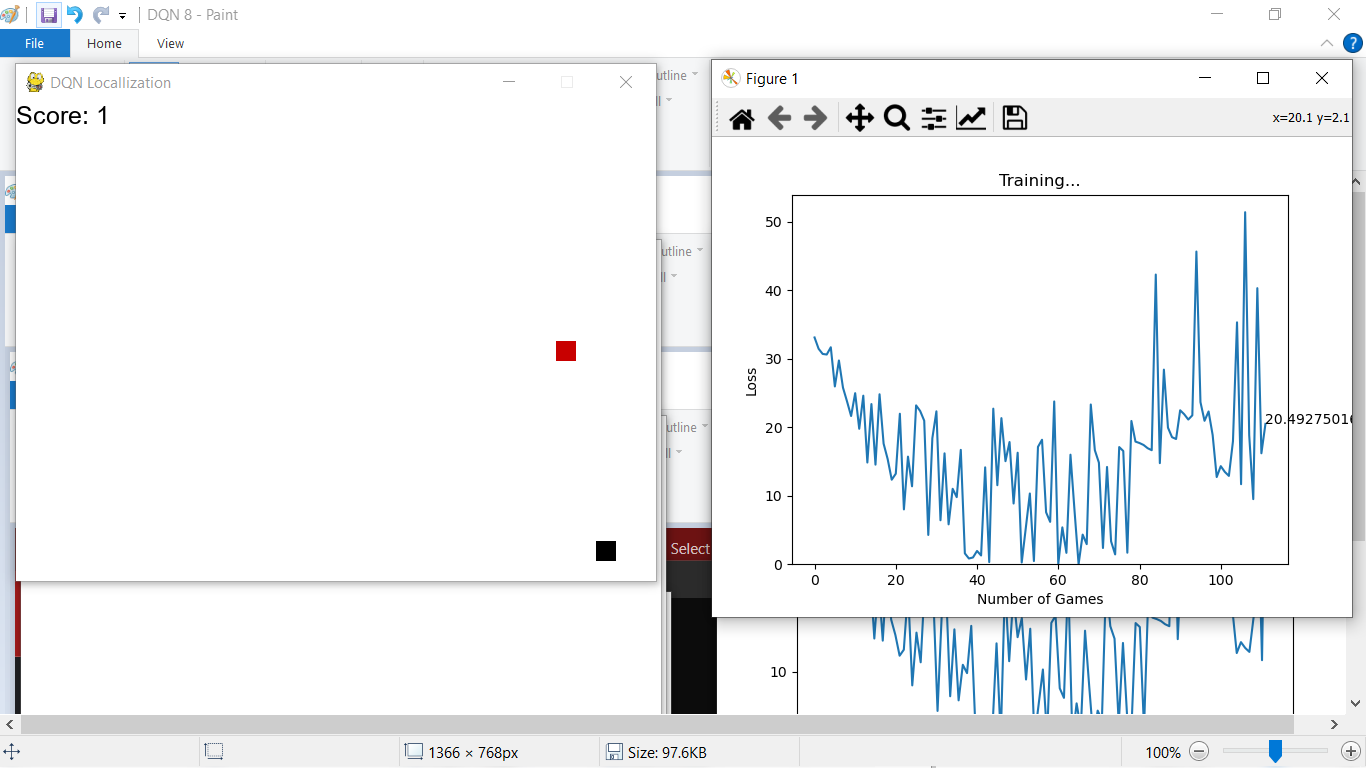 DQN 8 - Paint
File
Home
View
DQN Locallization
Score: 1
utline
utline
utline
Select
Figure 1
x=20.1 y=2.1
Training...
50
40
30
20
10
0
Loss
20.49275016
0 20 40 60 80 100
Number of Games
10
1366 × 768px
Size: 97.6KB
100%